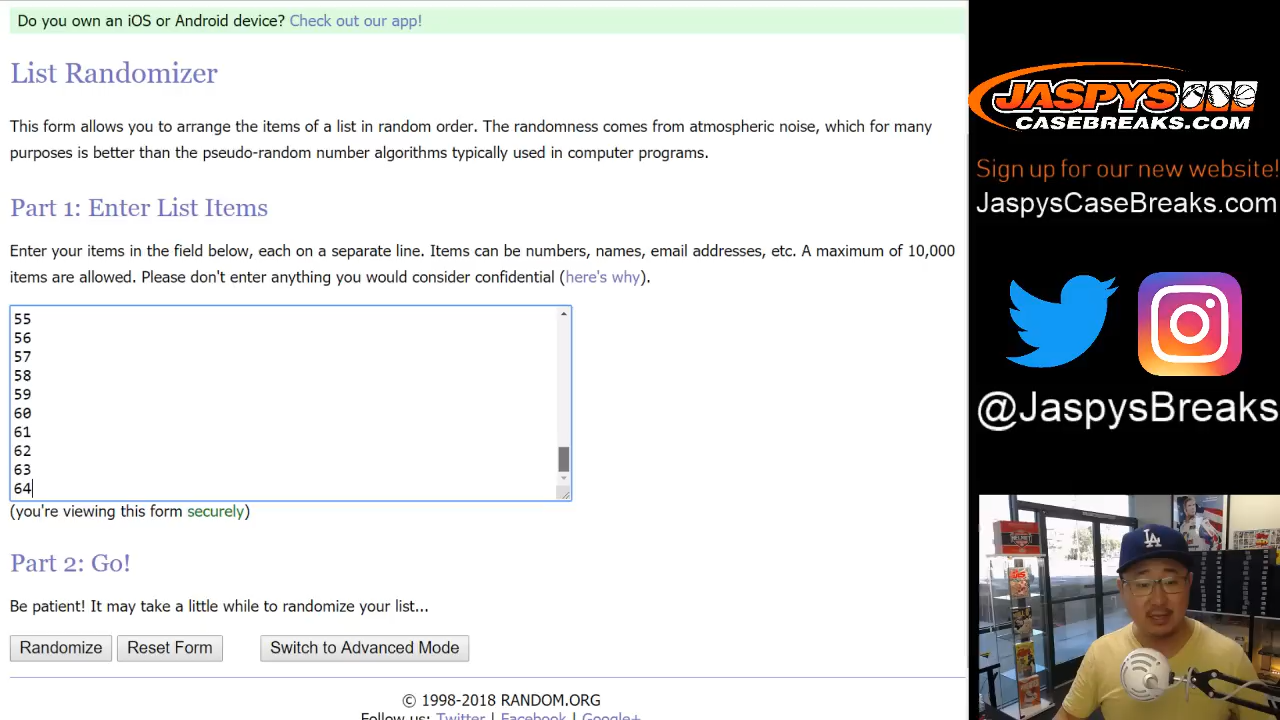 Do you own an iOS or Android device? Check out our app!
List Randomizer
This form allows you to arrange the items of a list in random order. The randomness comes from atmospheric noise, which for many
purposes is better than the pseudo-random number algorithms typically used in computer programs.
Part 1: Enter List Items
Enter your items in the field below, each on a separate line. Items can be numbers, names, email addresses, etc. A maximum of 10,000
items are allowed. Please don't enter anything you would consider confidential (here's why).
55
56
57
58
59
60
61
62
63
64
(you're viewing this form securely)
Part 2: Go!
Be patient! It may take a little while to randomize your list...
Randomize
Reset Form
Switch to Advanced Mode
© 1998-2018 RANDOM.ORG
Follow us: Twitter | Facebook | Google+
JASPYS
CASEBREAKS.COM
Sign up for our new website!
JaspysCaseBreaks.com
@JaspysBreaks
LA